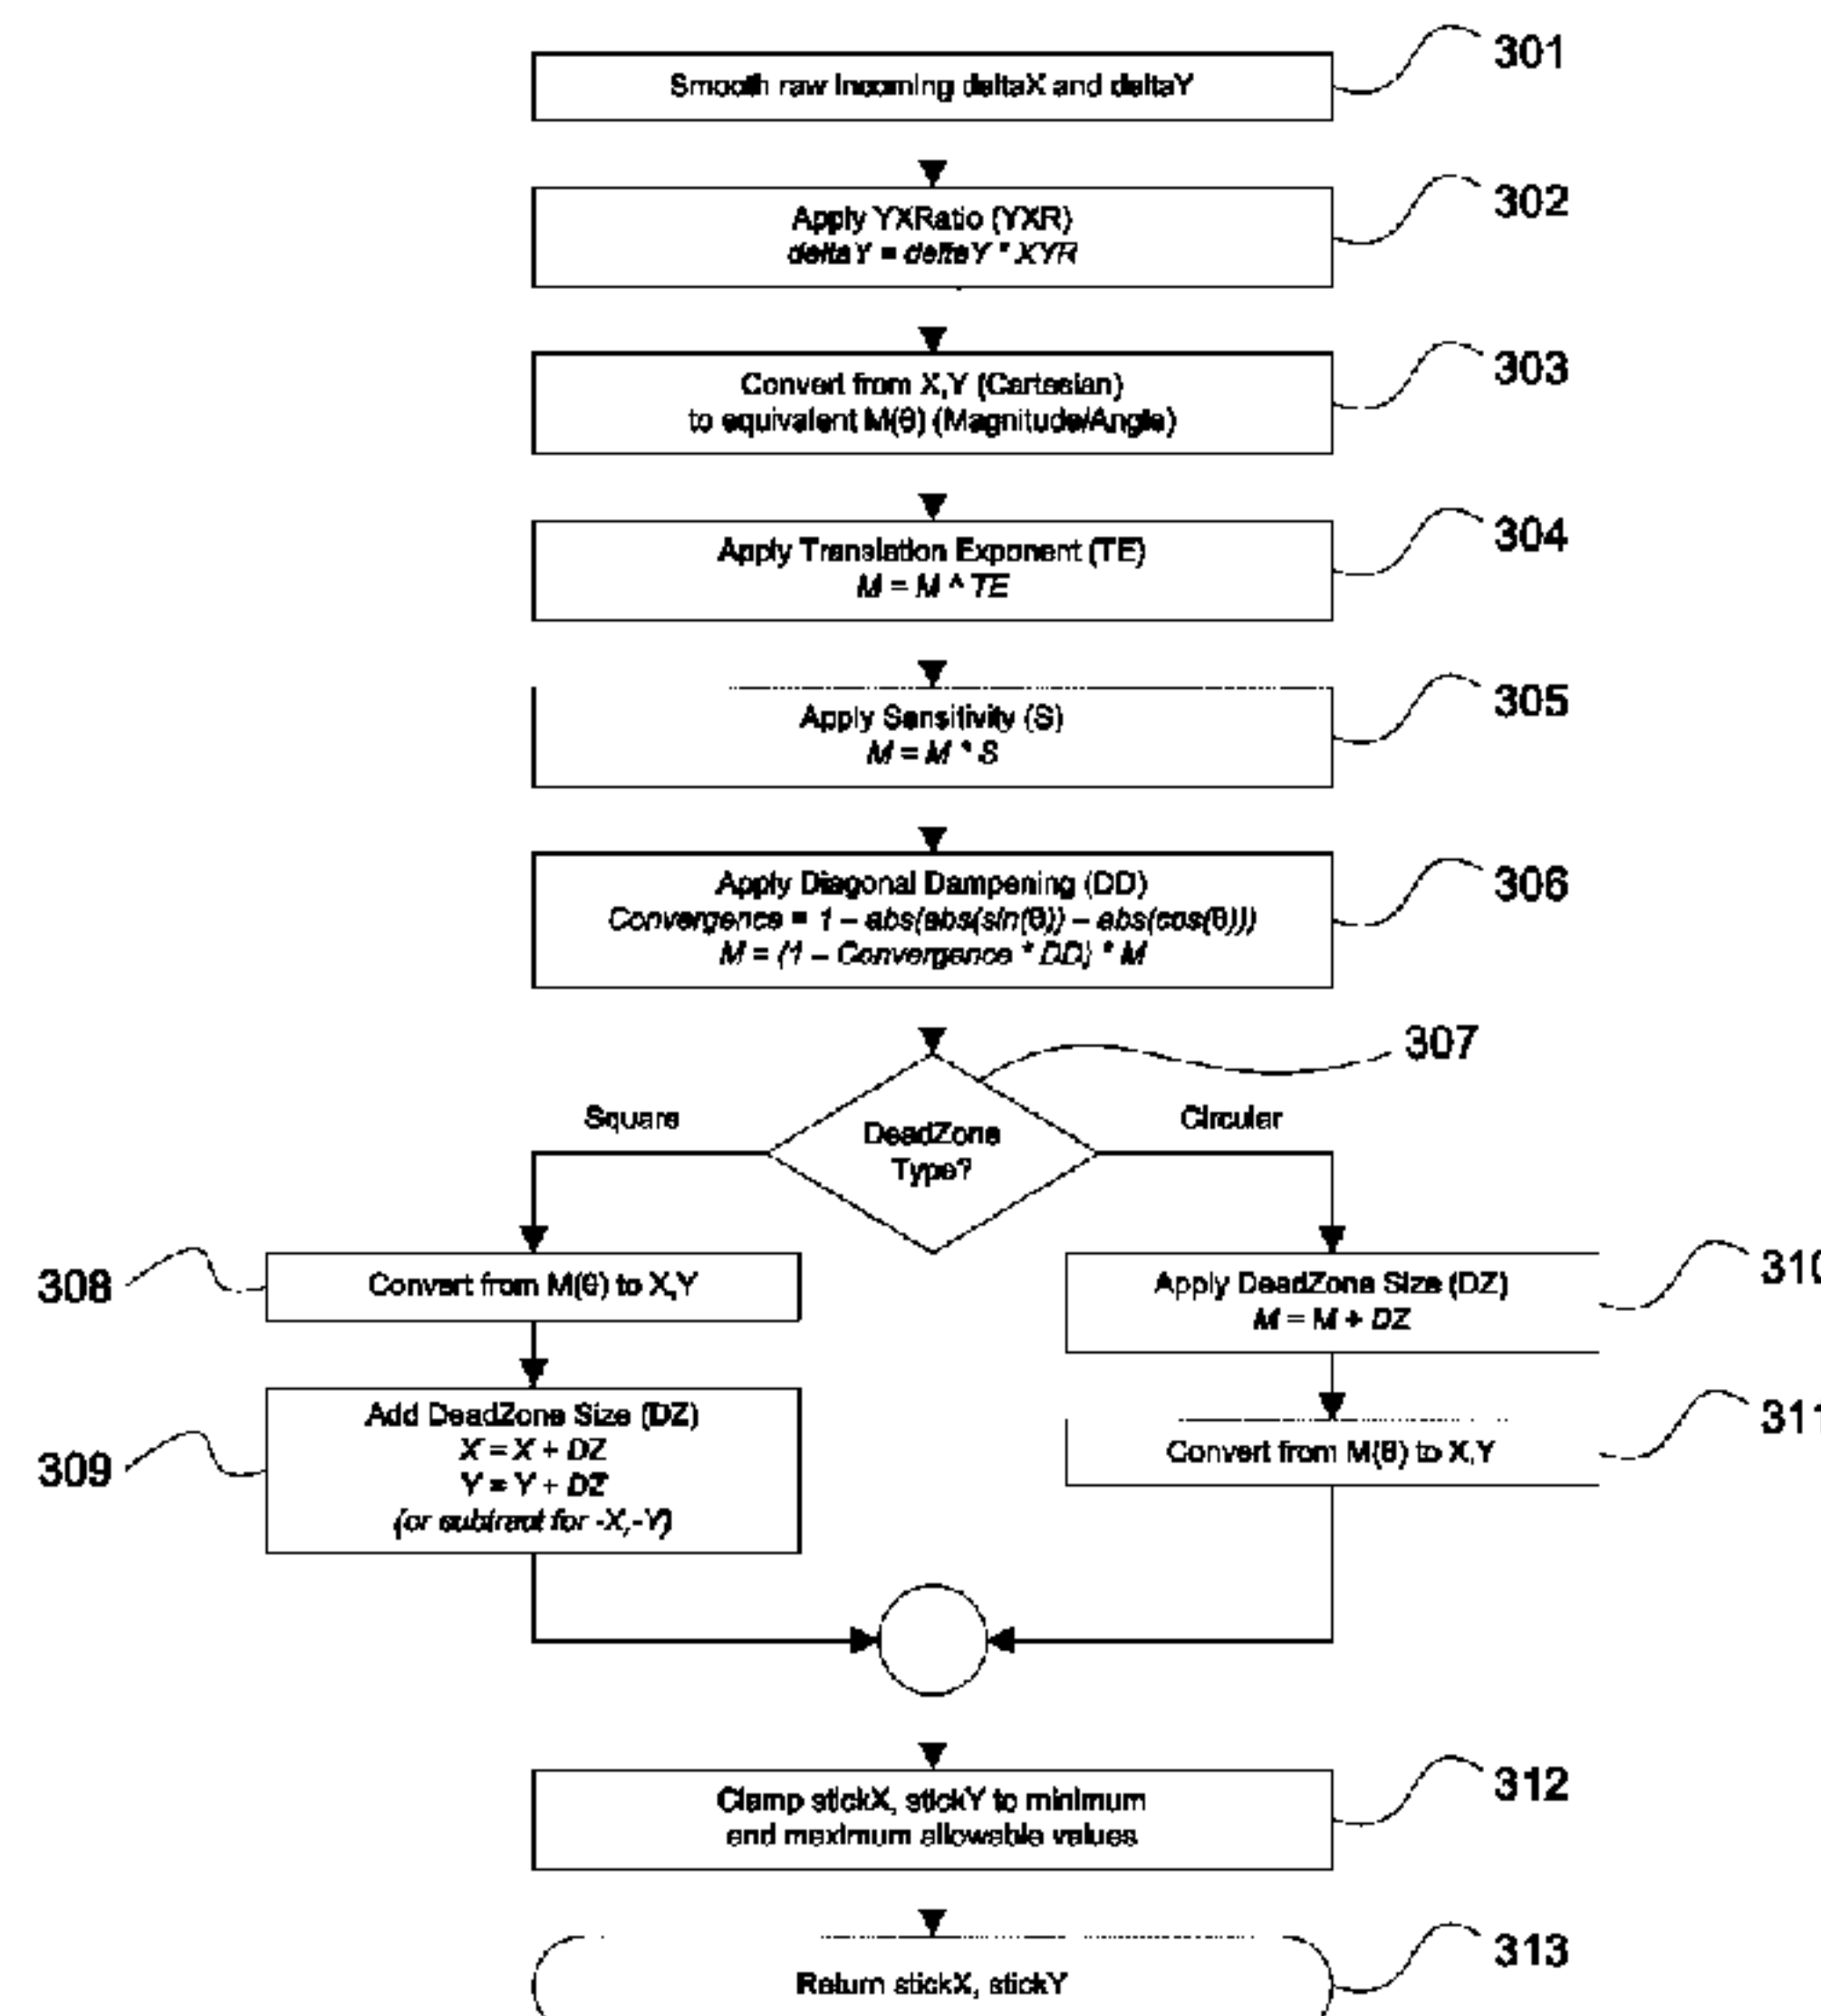 301
Smooth raw incoming deltaX and deltaY
302
Apply YXRatio (YXR)
deltaY = deltaY * XYR
303
Convert from X,Y (Cartesian)
to equivalent M(θ) (Magnitude/Angle)
304
Apply Translation Exponent (TE)
M = M ^ TE
305
Apply Sensitivity (S)
M = M * S
306
Apply Diagonal Dampening (DD)
Convergence = 1 – abs(abs(sin(θ)) – abs(cos(θ)))
M = (1 – Convergence * DD) * M
307
Square
DeadZone
Type?
Circular
308
Convert from M(θ) to X,Y
309
Add DeadZone Size (DZ)
X = X + DZ
Y = Y + DZ
(or subtract for -X,-Y)
310
Apply DeadZone Size (DZ)
M = M + DZ
311
Convert from M(θ) to X,Y
312
Clamp stickX, stickY to minimum
and maximum allowable values
313
Return stickX, stickY